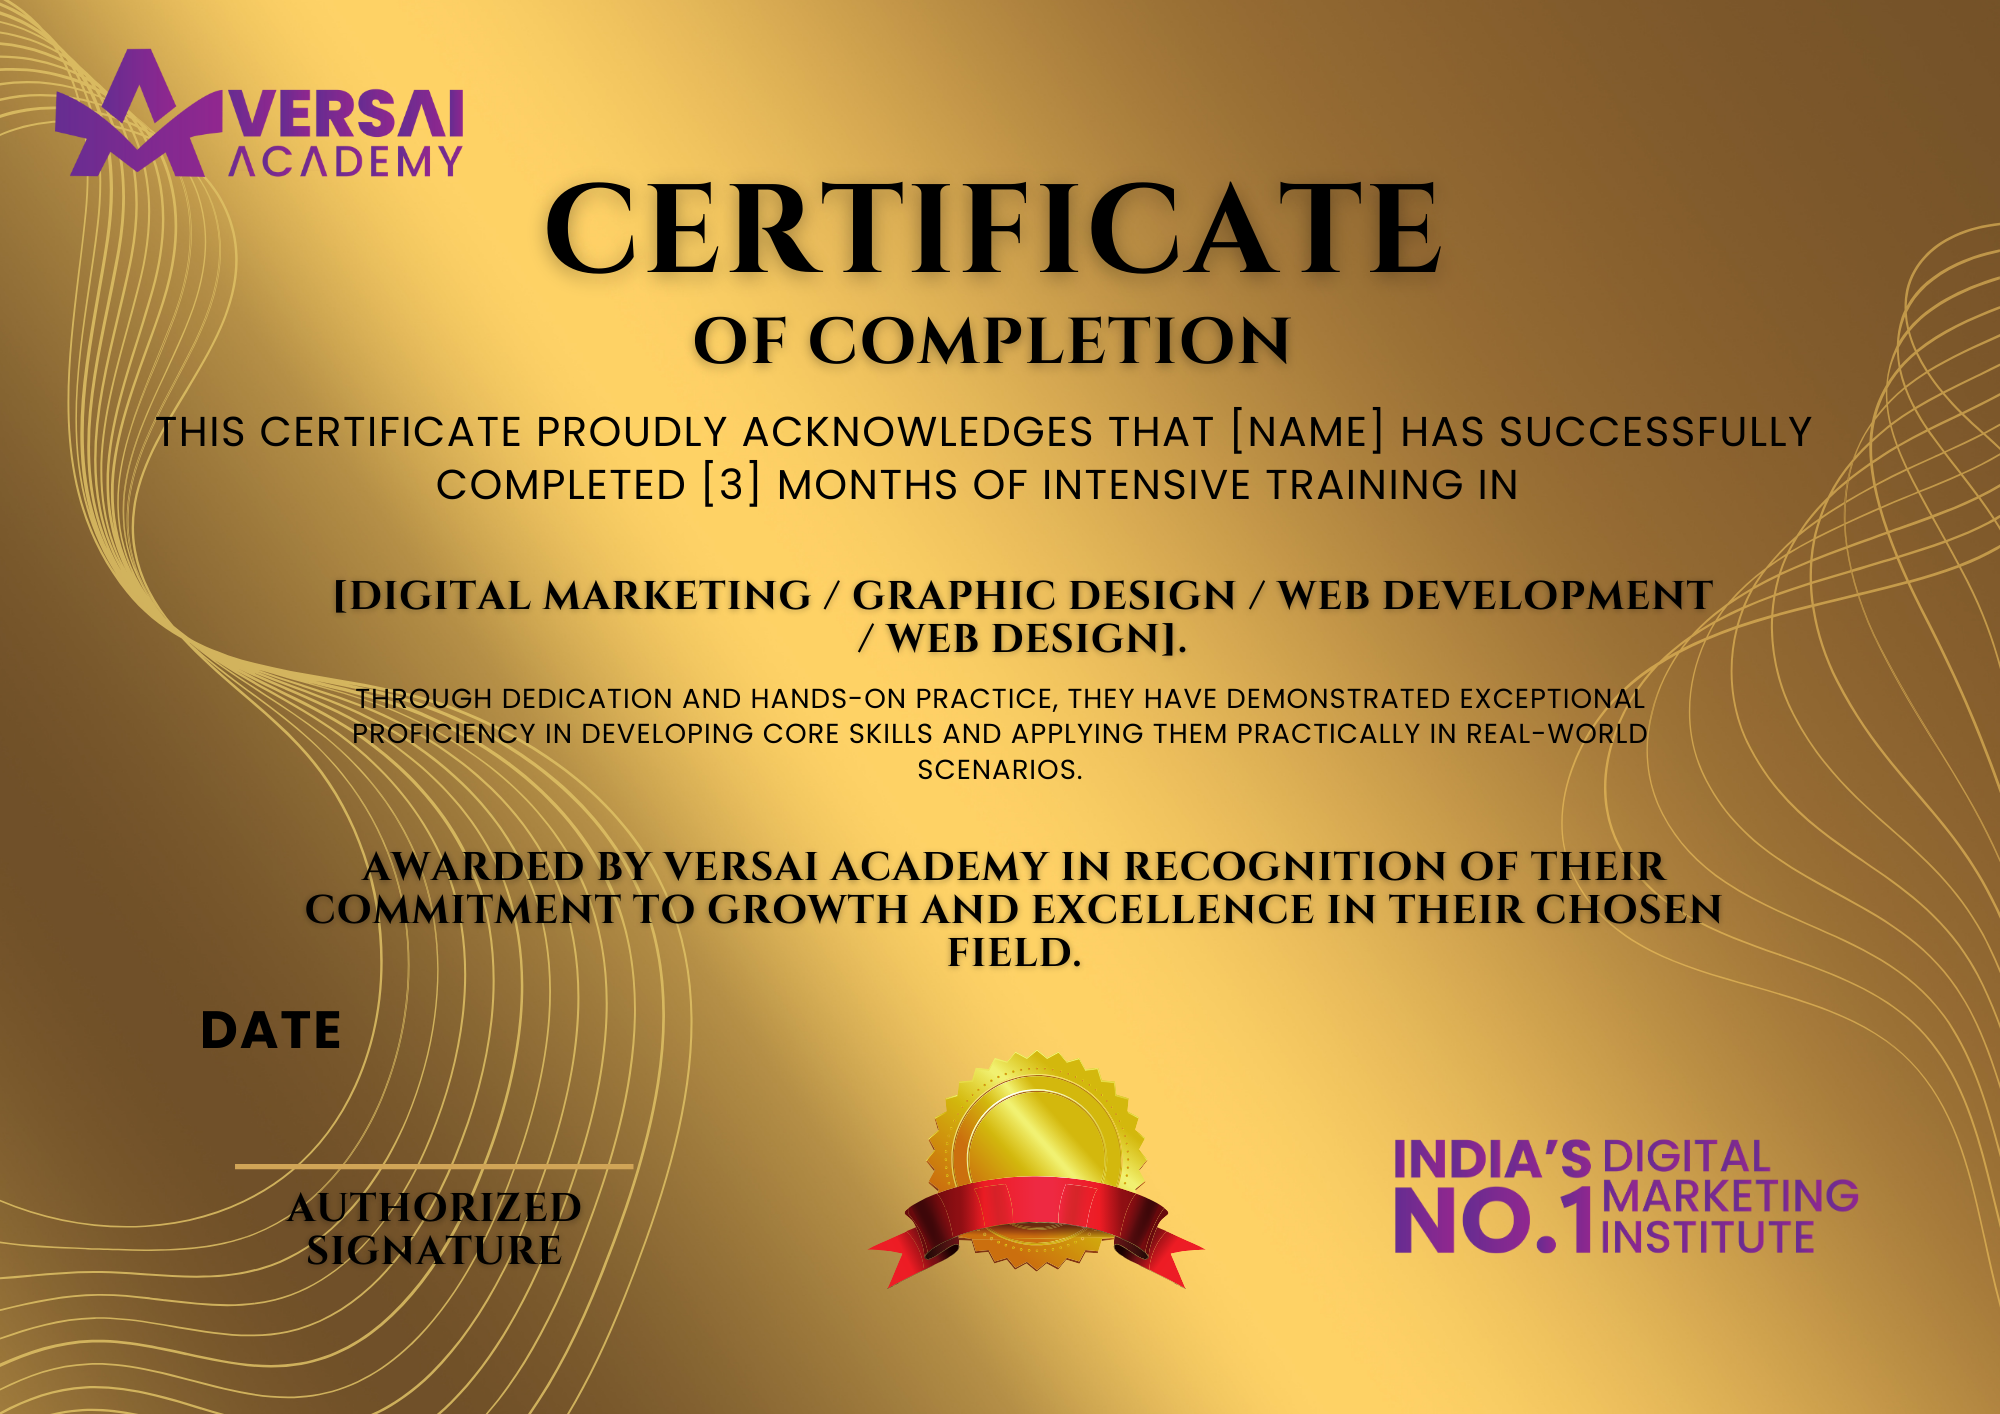 VERSAI
ACADEMY
CERTIFICATE
OF COMPLETION
THIS CERTIFICATE PROUDLY ACKNOWLEDGES THAT [NAME] HAS SUCCESSFULLY
COMPLETED [3] MONTHS OF INTENSIVE TRAINING IN
[DIGITAL MARKETING / GRAPHIC DESIGN / WEB DEVELOPMENT
/ WEB DESIGN].
THROUGH DEDICATION AND HANDS-ON PRACTICE, THEY HAVE DEMONSTRATED EXCEPTIONAL
PROFICIENCY IN DEVELOPING CORE SKILLS AND APPLYING THEM PRACTICALLY IN REAL-WORLD
SCENARIOS.
AWARDED BY VERSAI ACADEMY IN RECOGNITION OF THEIR
COMMITMENT TO GROWTH AND EXCELLENCE IN THEIR CHOSEN
FIELD.
DATE
AUTHORIZED
SIGNATURE
INDIA'S
NO.1
DIGITAL
MARKETING
INSTITUTE